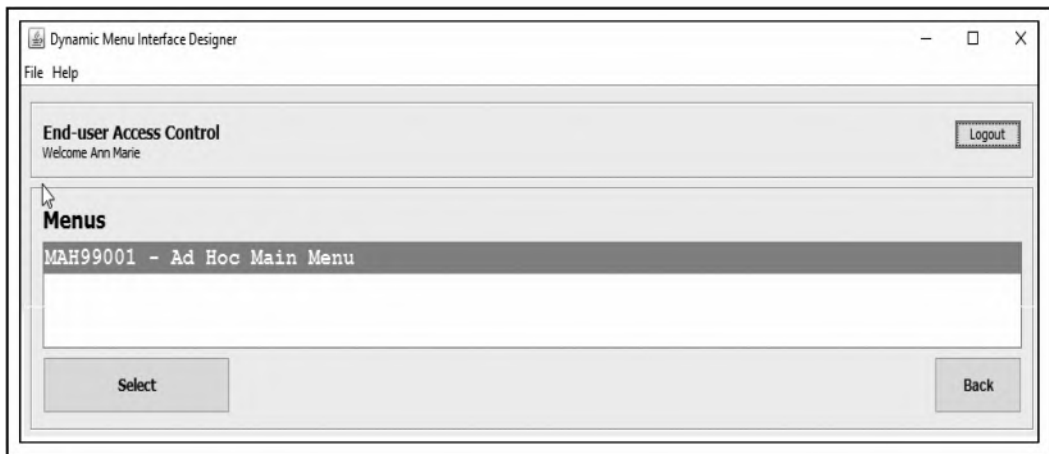 Dynamic Menu Interface Designer
File Help
End-user Access Control
Logout
Welcome Ann Marie
Menus
MAH99001 - Ad Hoc Main Menu
Select
Back